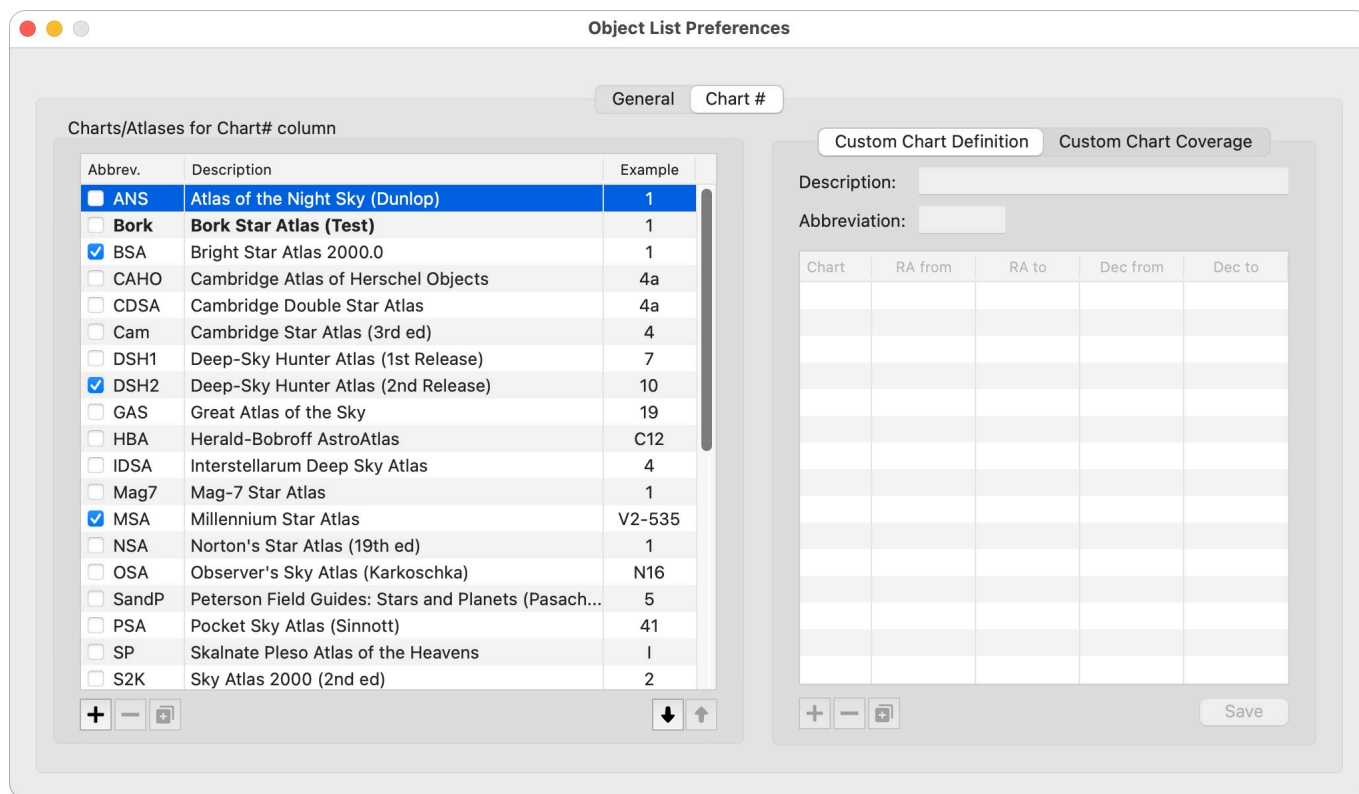 Object List Preferences
General Chart #
Charts/Atlases for Chart# column
Abbrev. Description Example
ANS Atlas of the Night Sky (Dunlop) 1
Bork Bork Star Atlas (Test) 1
BSA Bright Star Atlas 2000.0 1
CAHO Cambridge Atlas of Herschel Objects 4a
CDSA Cambridge Double Star Atlas 4a
Cam Cambridge Star Atlas (3rd ed) 4
DSH1 Deep-Sky Hunter Atlas (1st Release) 7
DSH2 Deep-Sky Hunter Atlas (2nd Release) 10
GAS Great Atlas of the Sky 19
HBA Herald-Bobroff AstroAtlas C12
IDSA Interstellarum Deep Sky Atlas 4
Mag7 Mag-7 Star Atlas 1
MSA Millennium Star Atlas V2-535
NSA Norton's Star Atlas (19th ed) 1
OSA Observer's Sky Atlas (Karkoschka) N16
SandP Peterson Field Guides: Stars and Planets (Pasach... 5
PSA Pocket Sky Atlas (Sinnott) 41
SP Skalnate Pleso Atlas of the Heavens I
S2K Sky Atlas 2000 (2nd ed) 2
Custom Chart Definition Custom Chart Coverage
Description:
Abbreviation:
Chart RA from RA to Dec from Dec to
Save